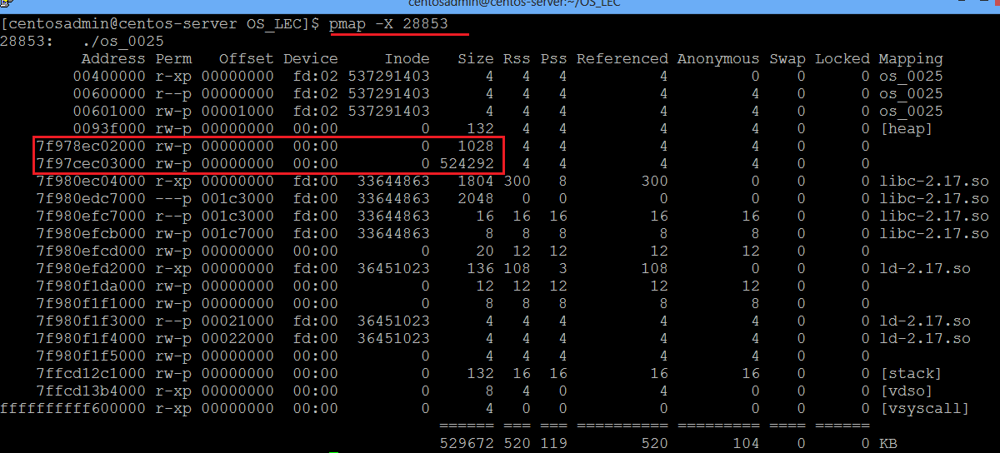 centosadmin@centos-server:~/OS_LEC
[centosadmin@centos-server OS_LEC]$ pmap -X 28853
28853:   ./os_0025
Address Perm Offset Device Inode Size Rss Pss Referenced Anonymous Swap Locked Mapping
00400000 r-xp 00000000 fd:02 537291403 4 4 4 4 0 0 0 os_0025
00600000 r--p 00000000 fd:02 537291403 4 4 4 4 4 0 0 os_0025
00601000 rw-p 00001000 fd:02 537291403 4 4 4 4 4 0 0 os_0025
0093f000 rw-p 00000000 00:00 0 132 4 4 4 4 0 0 [heap]
7f978ec02000 rw-p 00000000 00:00 0 1028 4 4 4 4 0 0
7f97cec03000 rw-p 00000000 00:00 0 524292 4 4 4 4 0 0
7f980ec04000 r-xp 00000000 fd:00 33644863 1804 300 8 300 0 0 0 libc-2.17.so
7f980edc7000 ---p 001c3000 fd:00 33644863 2048 0 0 0 0 0 0 libc-2.17.so
7f980efc7000 r--p 001c3000 fd:00 33644863 16 16 16 16 16 0 0 libc-2.17.so
7f980efcb000 rw-p 001c7000 fd:00 33644863 8 8 8 8 8 0 0 libc-2.17.so
7f980efcd000 rw-p 00000000 00:00 0 20 12 12 12 12 0 0
7f980efd2000 r-xp 00000000 fd:00 36451023 136 108 3 108 0 0 0 ld-2.17.so
7f980f1da000 rw-p 00000000 00:00 0 12 12 12 12 12 0 0
7f980f1f1000 rw-p 00000000 00:00 0 8 8 8 8 8 0 0
7f980f1f3000 r--p 00021000 fd:00 36451023 4 4 4 4 4 0 0 ld-2.17.so
7f980f1f4000 rw-p 00022000 fd:00 36451023 4 4 4 4 4 0 0 ld-2.17.so
7f980f1f5000 rw-p 00000000 00:00 0 4 4 4 4 4 0 0
7ffcd12c1000 rw-p 00000000 00:00 0 132 16 16 16 16 0 0 [stack]
7ffcd13b4000 r-xp 00000000 00:00 0 8 4 0 4 0 0 0 [vdso]
ffffffffff600000 r-xp 00000000 00:00 0 4 0 0 0 0 0 0 [vsyscall]
====== === === ========== ========= ==== ======
529672 520 119 520 104 0 0 KB